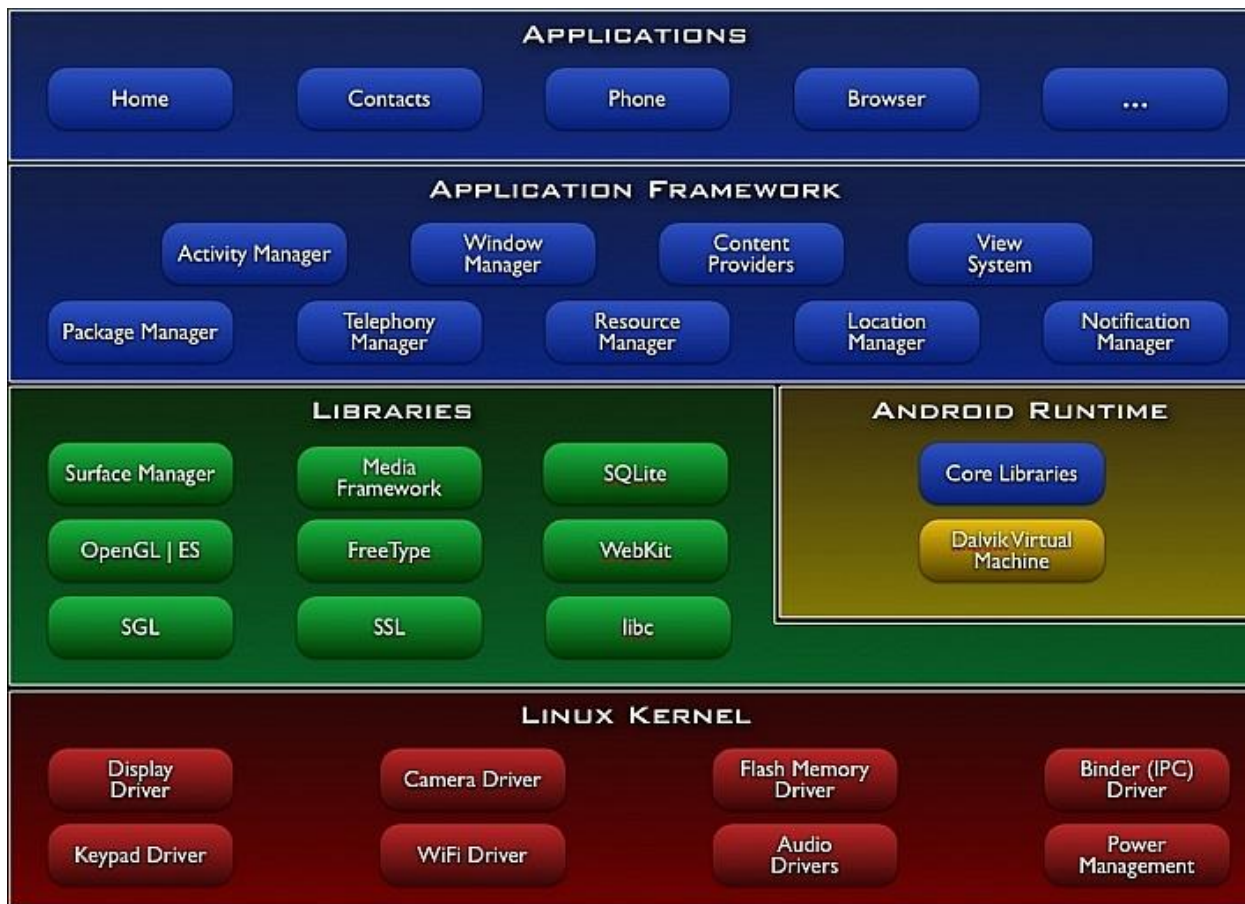 APPLICATIONS
Home
Contacts
Phone
Browser
...
APPLICATION FRAMEWORK
Activity Manager
Window
Manager
Content
Providers
View
System
Package Manager
Telephony
Manager
Resource
Manager
Location
Manager
Notification
Manager
LIBRARIES
Surface Manager
Media
Framework
SQLite
OpenGL | ES
FreeType
WebKit
SGL
SSL
libc
ANDROID RUNTIME
Core Libraries
Dalvik Virtual
Machine
LINUX KERNEL
Display
Driver
Camera Driver
Flash Memory
Driver
Binder (IPC)
Driver
Keypad Driver
WiFi Driver
Audio
Drivers
Power
Management